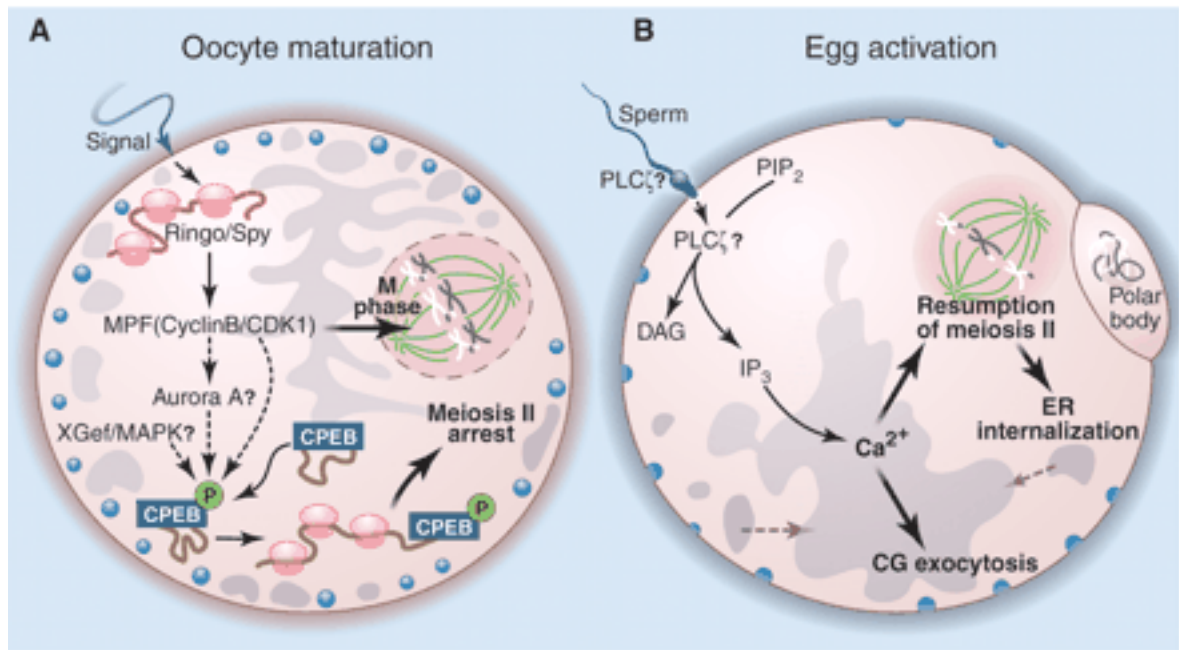 A
Oocyte maturation
Signal
Ringo/Spy
MPF(CyclinB/CDK1)
M
phase
Aurora A?
XGef/MAPK?
CPEB
Meiosis II
arrest
P
CPEB
CPEB
P
B
Egg activation
Sperm
PLCζ?
PIP₂
PLCζ?
DAG
IP₃
Ca²⁺
Resumption
of meiosis II
Polar
body
ER
internalization
CG exocytosis